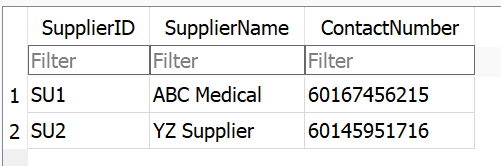 SupplierID SupplierName ContactNumber
Filter Filter Filter
1 SU1 ABC Medical 60167456215
2 SU2 YZ Supplier 60145951716